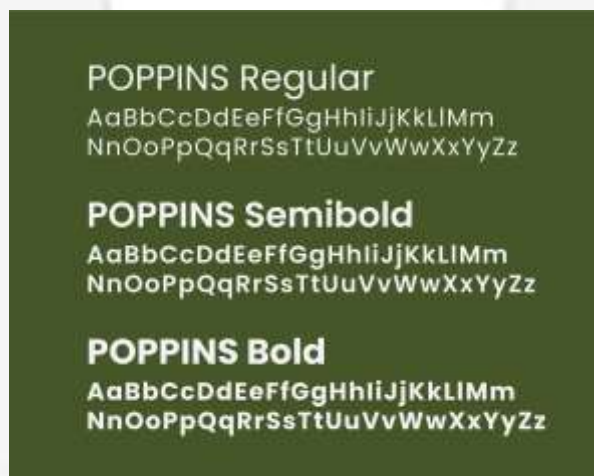 POPPINS Regular
AaBbCcDdEeFfGgHhIiJjKkLlMm
NnOoPpQqRrSsTtUuVvWwXxYyZz
POPPINS Semibold
AaBbCcDdEeFfGgHhIiJjKkLlMm
NnOoPpQqRrSsTtUuVvWwXxYyZz
POPPINS Bold
AaBbCcDdEeFfGgHhIiJjKkLlMm
NnOoPpQqRrSsTtUuVvWwXxYyZz